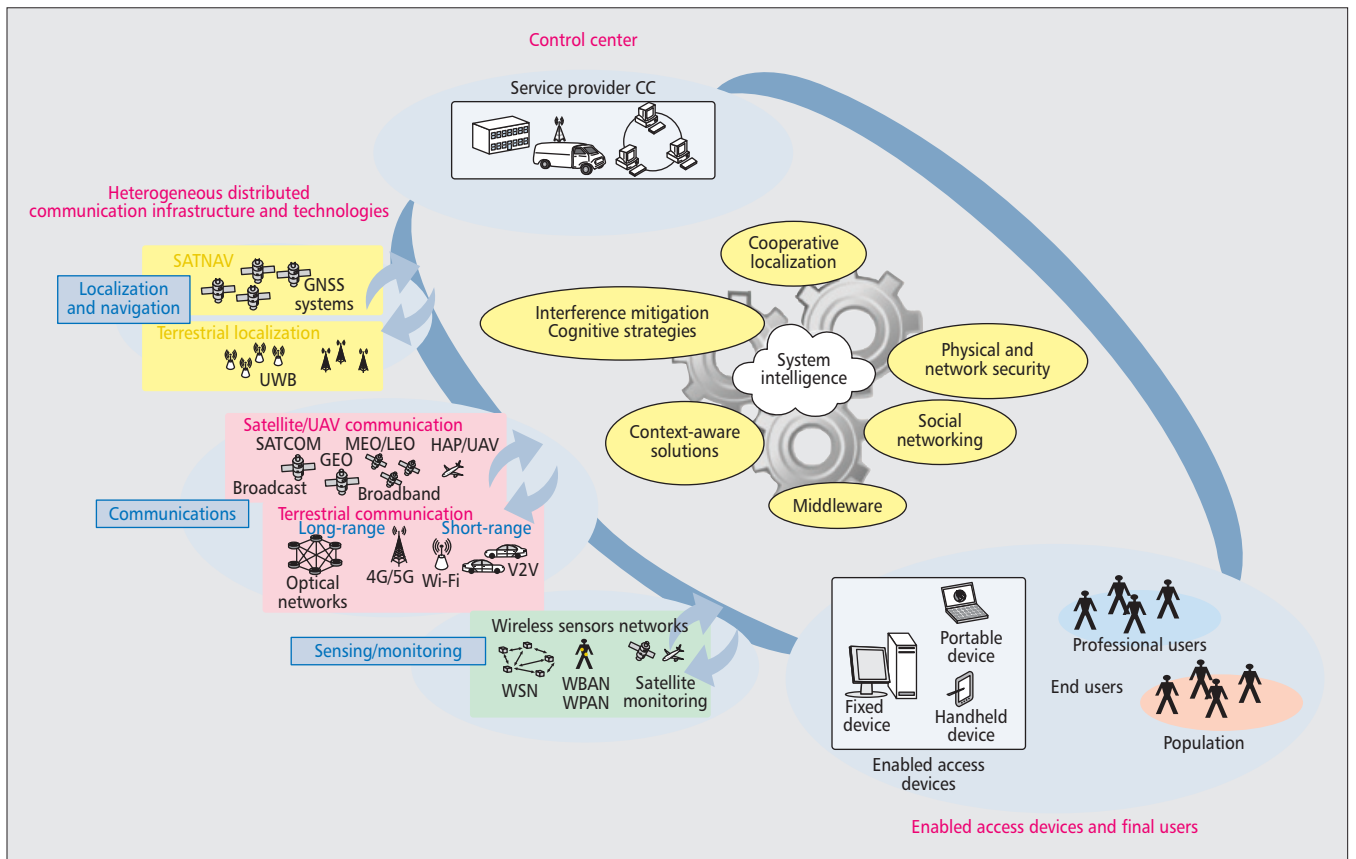 Control center
Service provider CC
Heterogeneous distributed
communication infrastructure and technologies
SATNAV
GNSS
systems
Localization
and navigation
Terrestrial localization
UWB
Cooperative
localization
Interference mitigation
Cognitive strategies
System
intelligence
Physical and
network security
Context-aware
solutions
Social
networking
Middleware
Satellite/UAV communication
SATCOM
MEO/LEO
HAP/UAV
GEO
Broadcast
Broadband
Communications
Terrestrial communication
Long-range
Short-range
Optical
networks
4G/5G
Wi-Fi
V2V
Wireless sensors networks
Sensing/monitoring
WSN
WBAN
WPAN
Satellite
monitoring
Portable
device
Fixed
device
Handheld
device
Enabled access
devices
Professional users
End users
Population
Enabled access devices and final users